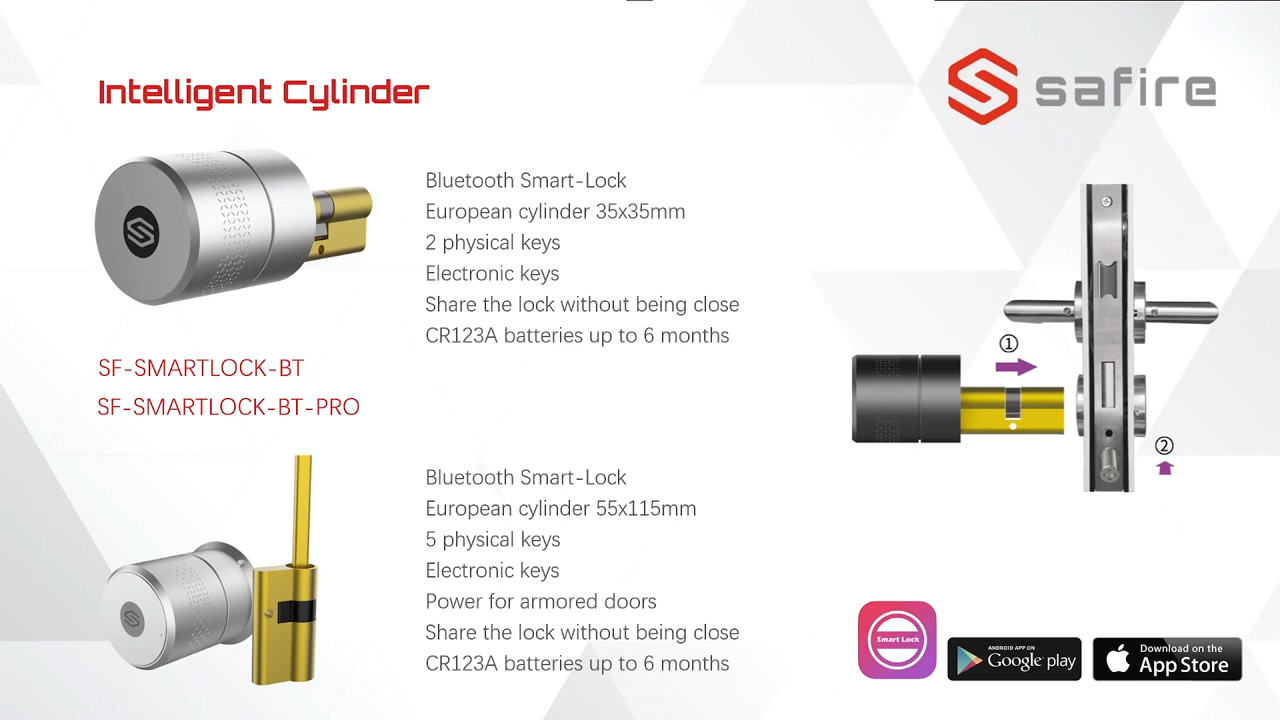 Intelligent Cylinder
safire
Bluetooth Smart-Lock
European cylinder 35x35mm
2 physical keys
Electronic keys
Share the lock without being close
CR123A batteries up to 6 months
SF-SMARTLOCK-BT
SF-SMARTLOCK-BT-PRO
①
②
Bluetooth Smart-Lock
European cylinder 55x115mm
5 physical keys
Electronic keys
Power for armored doors
Share the lock without being close
CR123A batteries up to 6 months
Smart Lock
ANDROID APP ON
Google play
Download on the
App Store